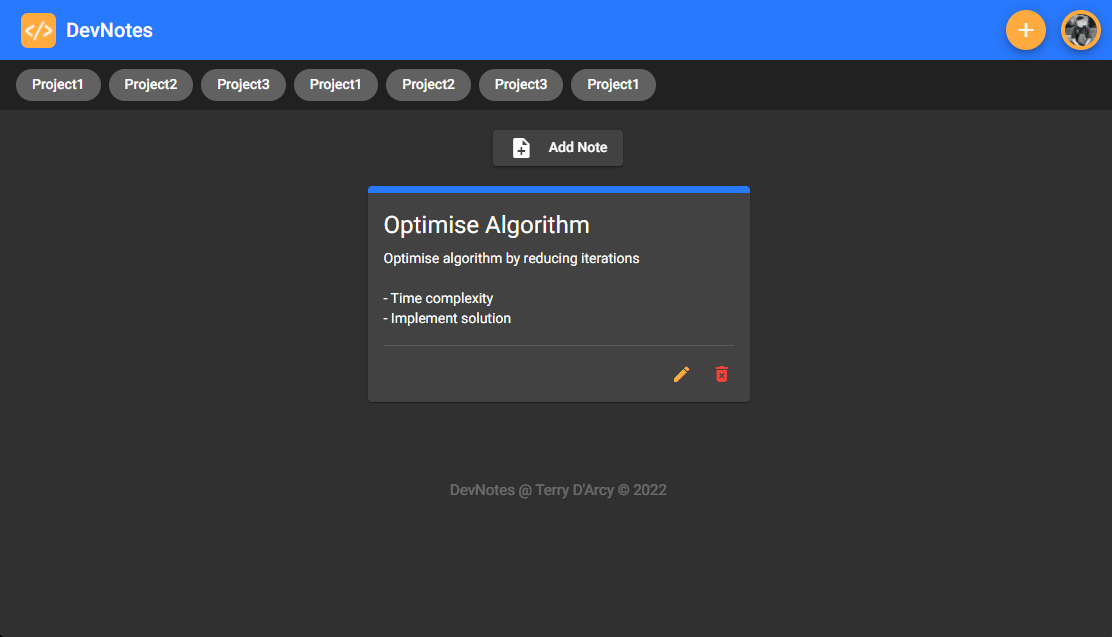 </> DevNotes
Project1 Project2 Project3 Project1 Project2 Project3 Project1
Add Note
Optimise Algorithm
Optimise algorithm by reducing iterations
- Time complexity
- Implement solution
DevNotes @ Terry D'Arcy © 2022